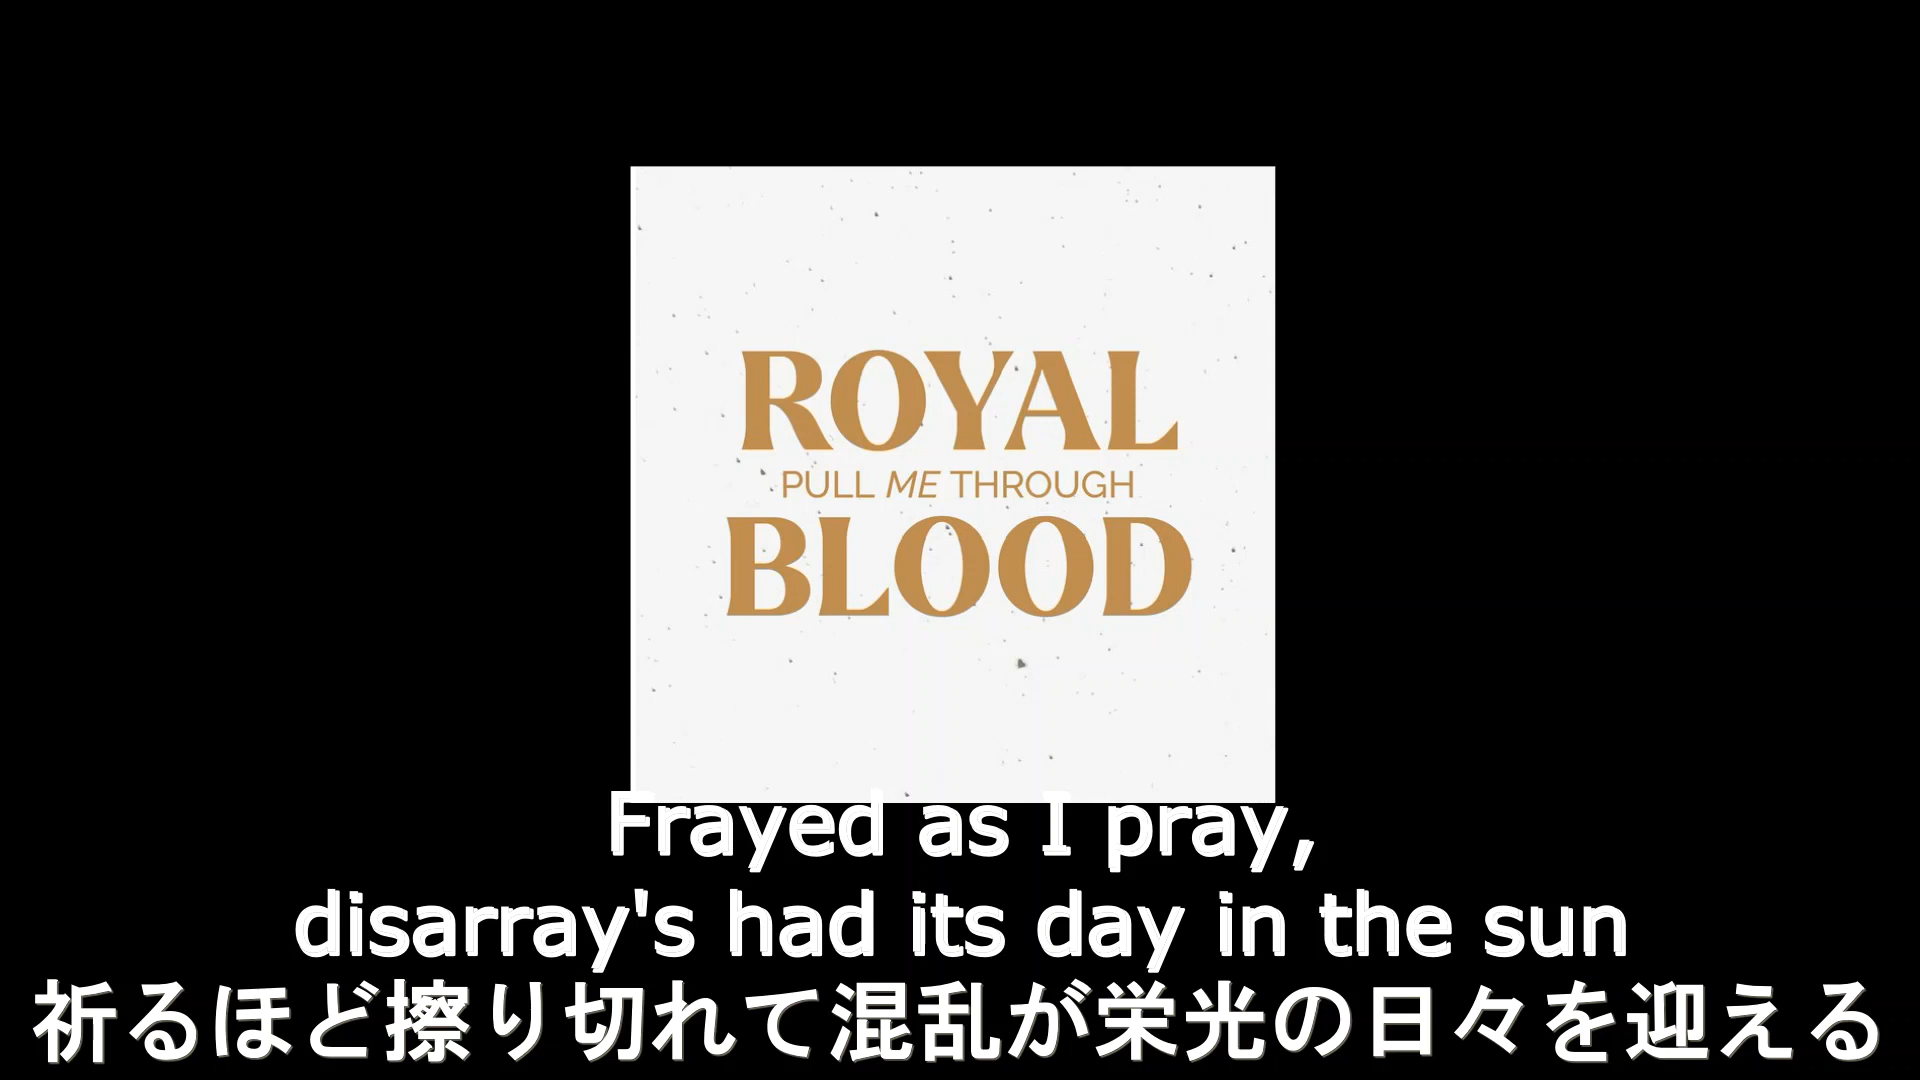 ROYAL
PULL ME THROUGH
BLOOD
Frayed as I pray,
disarray's had its day in the sun
祈るほど擦り切れて混乱が栄光の日々を迎える